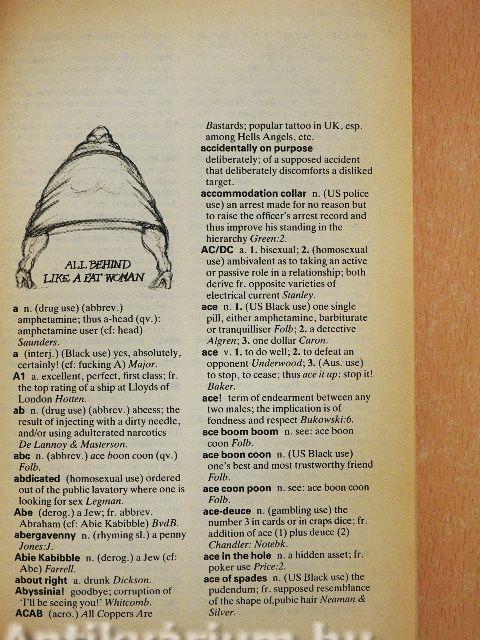 ALL BEHIND
LIKE A FAT WOMAN
a n. (drug use) (abbrev.)
amphetamine; thus a-head (qv.):
amphetamine user (cf: head)
Saunders.
a (interj.) (Black use) yes, absolutely,
certainly! (cf: fucking A) Major.
A1 a. excellent, perfect, first class; fr.
the top rating of a ship at Lloyds of
London Hotten.
ab n. (drug use) (abbrev.) abcess; the
result of injecting with a dirty needle,
and/or using adulterated narcotics
De Lannoy & Masterson.
abc n. (abbrev.) ace boon coon (qv.)
Folb.
abdicated (homosexual use) ordered
out of the public lavatory where one is
looking for sex Legman.
Abe (derog.) a Jew; fr. abbrev.
Abraham (cf: Abie Kabibble) BvdB.
abergavenny n. (rhyming sl.) a penny
Jones:J.
Abie Kabibble n. (derog.) a Jew (cf:
Abe) Farrell.
about right a. drunk Dickson.
Abyssinia! goodbye; corruption of
'I'll be seeing you!' Whitcomb.
ACAB (acro.) All Coppers Are
Bastards; popular tattoo in UK, esp.
among Hells Angels, etc.
accidentally on purpose
deliberately; of a supposed accident
that deliberately discomforts a disliked
target.
accommodation collar n. (US police
use) an arrest made for no reason but
to raise the officer's arrest record and
thus improve his standing in the
hierarchy Green:2.
AC/DC a. 1. bisexual; 2. (homosexual
use) ambivalent as to taking an active
or passive role in a relationship; both
derive fr. opposite varieties of
electrical current Stanley.
ace n. 1. (US Black use) one single
pill, either amphetamine, barbiturate
or tranquilliser Folb; 2. a detective
Algren; 3. one dollar Caron.
ace v. 1. to do well; 2. to defeat an
opponent Underwood; 3. (Aus. use)
to stop, to cease; thus ace it up: stop it!
Baker.
ace! term of endearment between any
two males; the implication is of
fondness and respect Bukowski:6.
ace boom boom n. see: ace boon
coon Folb.
ace boon coon n. (US Black use)
one's best and most trustworthy friend
Folb.
ace coon poon n. see: ace boon coon
Folb.
ace-deuce n. (gambling use) the
number 3 in cards or in craps dice; fr.
addition of ace (1) plus deuce (2)
Chandler: Notebk.
ace in the hole n. a hidden asset; fr.
poker use Price:2.
ace of spades n. (US Black use) the
pudendum; fr. supposed resemblance
of the shape of pubic hair Neaman &
Silver.